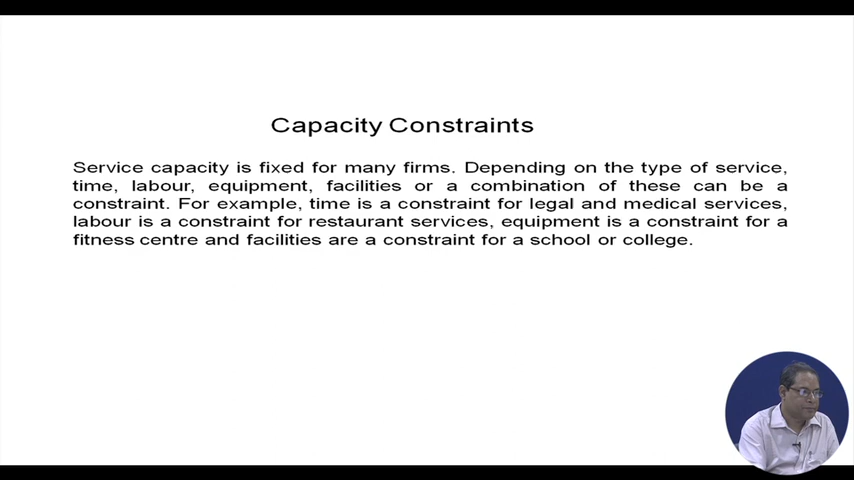 Capacity Constraints
Service capacity is fixed for many firms. Depending on the type of service,
time, labour, equipment, facilities or a combination of these can be a
constraint. For example, time is a constraint for legal and medical services,
labour is a constraint for restaurant services, equipment is a constraint for a
fitness centre and facilities are a constraint for a school or college.